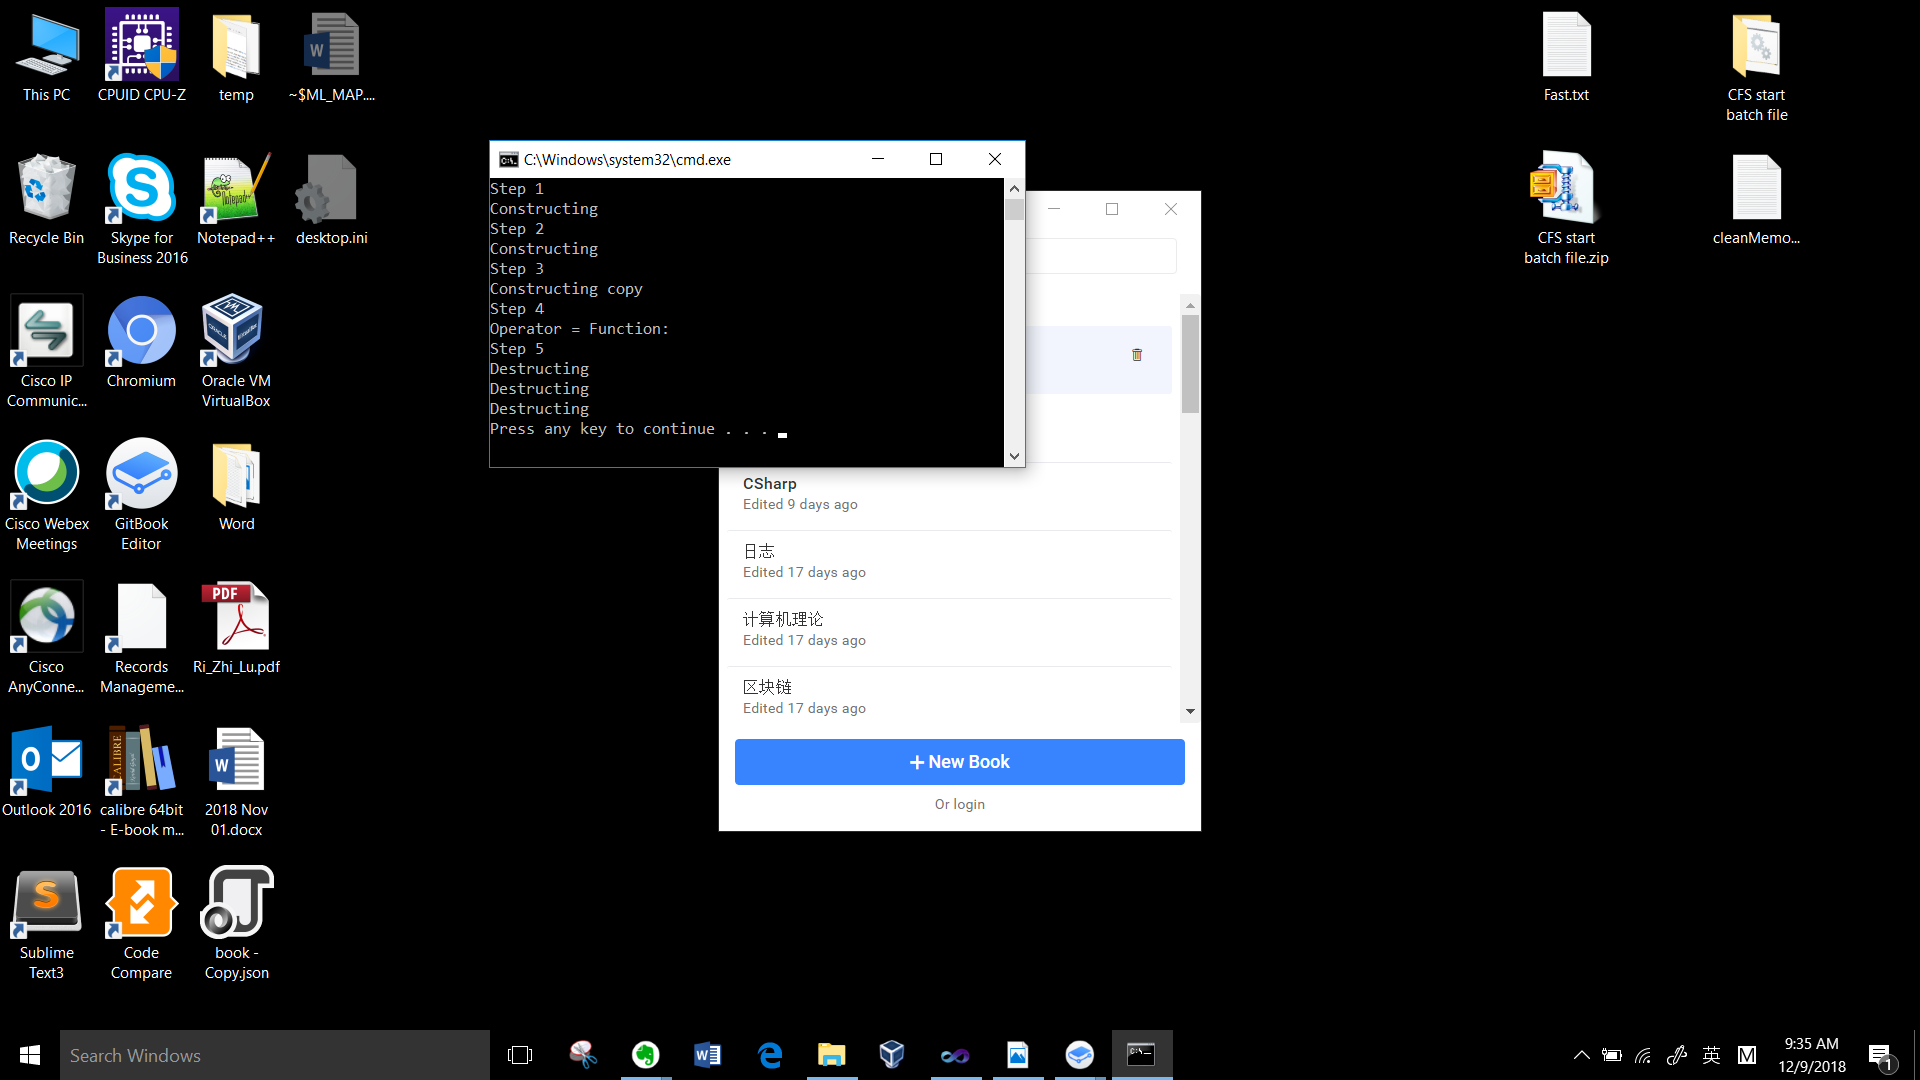 This PC
CPUID CPU-Z
temp
~$ML_MAP....
Recycle Bin
Skype for
Business 2016
Notepad++
desktop.ini
Cisco IP
Communic...
Chromium
Oracle VM
VirtualBox
Cisco Webex
Meetings
GitBook
Editor
Word
Cisco
AnyConne...
Records
Manageme...
PDF
Ri_Zhi_Lu.pdf
Outlook 2016
calibre 64bit
- E-book m...
2018 Nov
01.docx
Sublime
Text3
Code
Compare
book -
Copy.json
C:\Windows\system32\cmd.exe
Step 1
Constructing
Step 2
Constructing
Step 3
Constructing copy
Step 4
Operator = Function:
Step 5
Destructing
Destructing
Destructing
Press any key to continue . . .
CSharp
Edited 9 days ago
日志
Edited 17 days ago
计算机理论
Edited 17 days ago
区块链
Edited 17 days ago
+ New Book
Or login
Fast.txt
CFS start
batch file
CFS start
batch file.zip
cleanMemo...
Search Windows
英
M
9:35 AM
12/9/2018
1